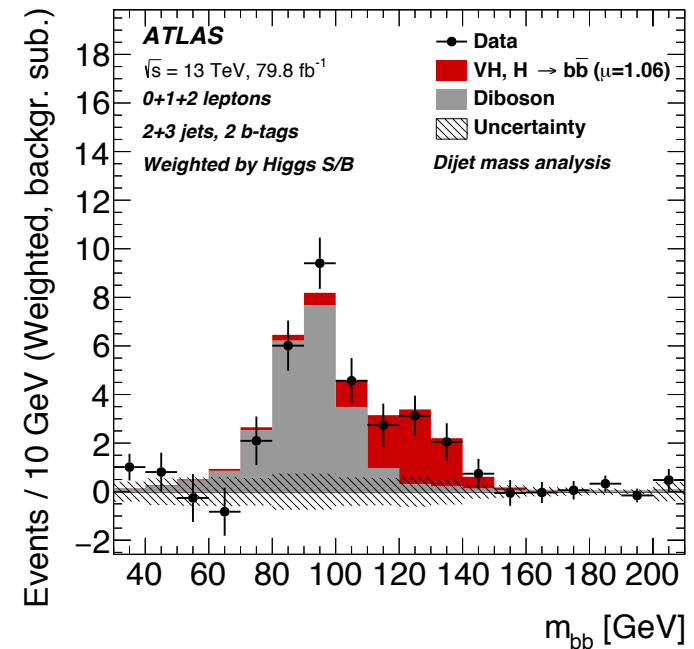 ATLAS
√s = 13 TeV, 79.8 fb⁻¹
0+1+2 leptons
2+3 jets, 2 b-tags
Weighted by Higgs S/B
Data
VH, H → bb̅ (μ=1.06)
Diboson
Uncertainty
Dijet mass analysis
Events / 10 GeV (Weighted, backgr. sub.)
18
16
14
12
10
8
6
4
2
0
−2
40 60 80 100 120 140 160 180 200
m_bb [GeV]